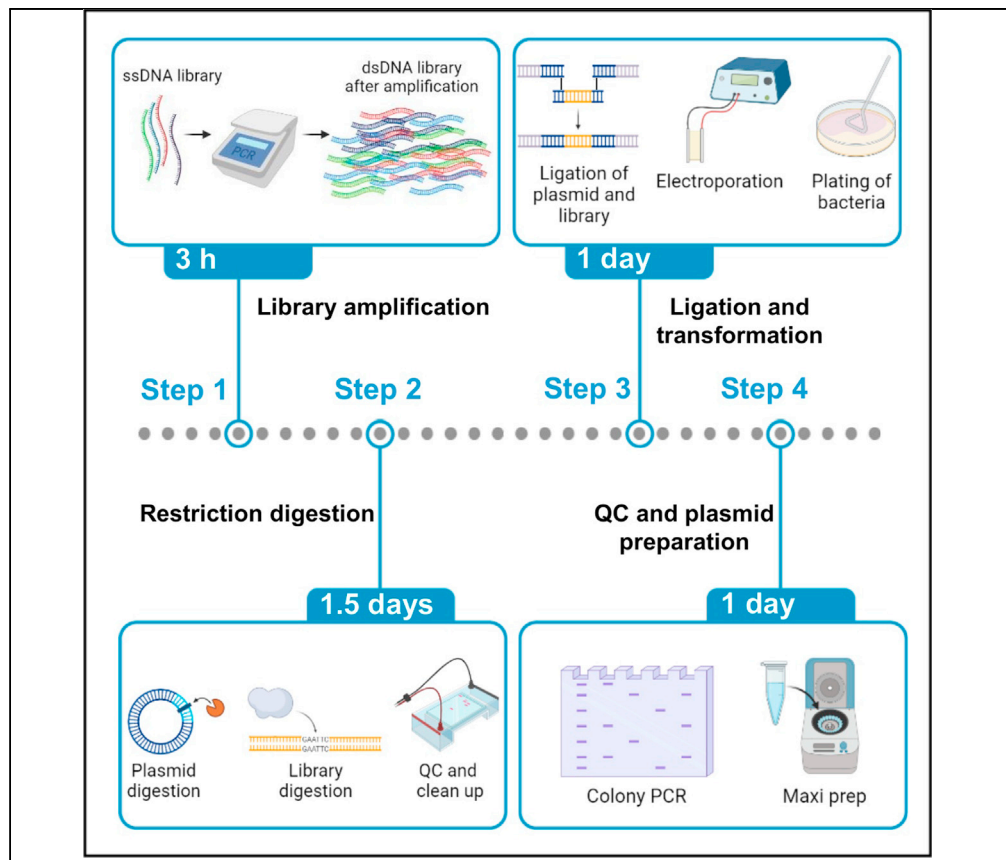 ssDNA library
dsDNA library
after amplification
PCR
3 h
Library amplification
Ligation of
plasmid and
library
Electroporation
Plating of
bacteria
1 day
Ligation and
transformation
Step 1
Step 2
Step 3
Step 4
Restriction digestion
1.5 days
GAATTC
GAATTC
Plasmid
digestion
Library
digestion
QC and
clean up
QC and plasmid
preparation
1 day
Colony PCR
Maxi prep